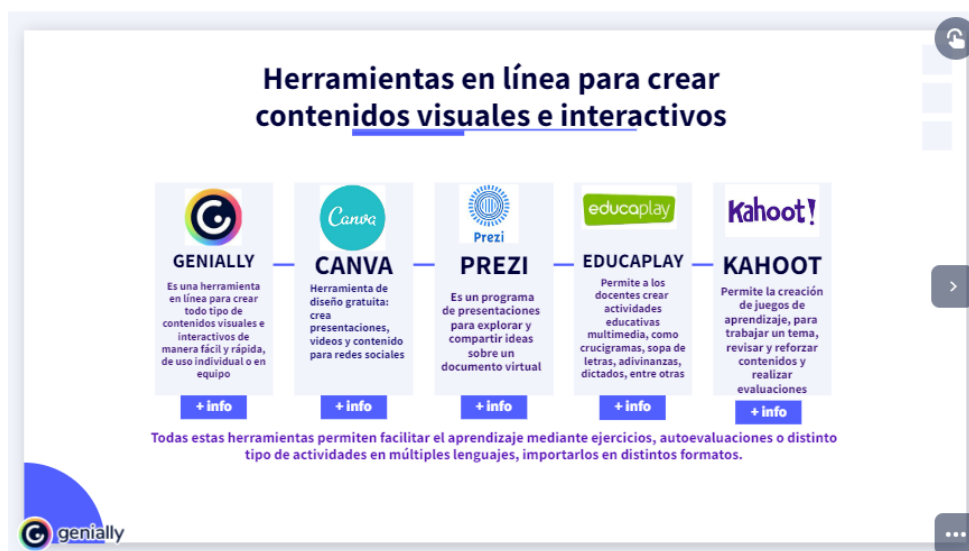 Herramientas en línea para crear
contenidos visuales e interactivos
GENIALLY
Es una herramienta
en línea para crear
todo tipo de
contenidos visuales e
interactivos de
manera fácil y rápida,
de uso individual o en
equipo
+ info
Canva
CANVA
Herramienta de
diseño gratuita:
crea
presentaciones,
videos y contenido
para redes sociales
+ info
Prezi
PREZI
Es un programa
de presentaciones
para explorar y
compartir ideas
sobre un
documento virtual
+ info
educaplay
EDUCAPLAY
Permite a los
docentes crear
actividades
educativas
multimedia, como
crucigramas, sopa de
letras, adivinanzas,
dictados, entre otras
+ info
Kahoot!
KAHOOT
Permite la creación
de juegos de
aprendizaje, para
trabajar un tema,
revisar y reforzar
contenidos y
realizar
evaluaciones
+ info
Todas estas herramientas permiten facilitar el aprendizaje mediante ejercicios, autoevaluaciones o distinto
tipo de actividades en múltiples lenguajes, importarlos en distintos formatos.
genially